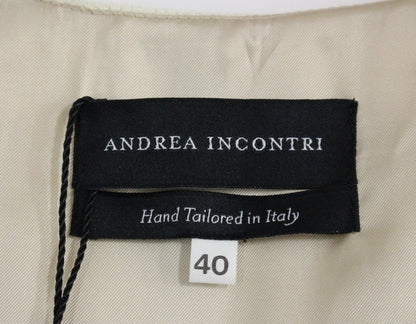 ANDREA INCONTRI
Hand Tailored in Italy
40